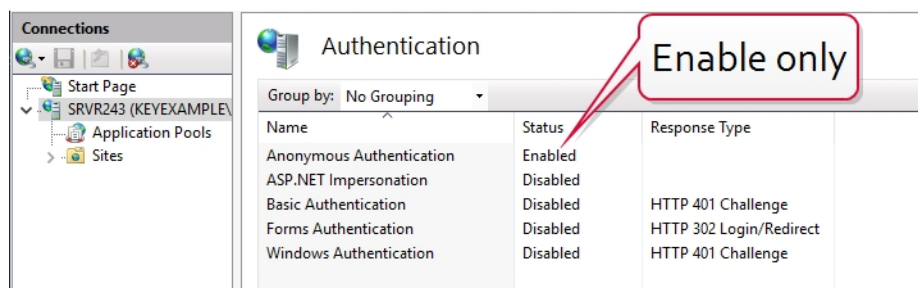 Connections
Start Page
SRVR243 (KEYEXAMPLE\
Application Pools
Sites
Authentication
Enable only
Group by: No Grouping
Name Status Response Type
Anonymous Authentication Enabled
ASP.NET Impersonation Disabled
Basic Authentication Disabled HTTP 401 Challenge
Forms Authentication Disabled HTTP 302 Login/Redirect
Windows Authentication Disabled HTTP 401 Challenge